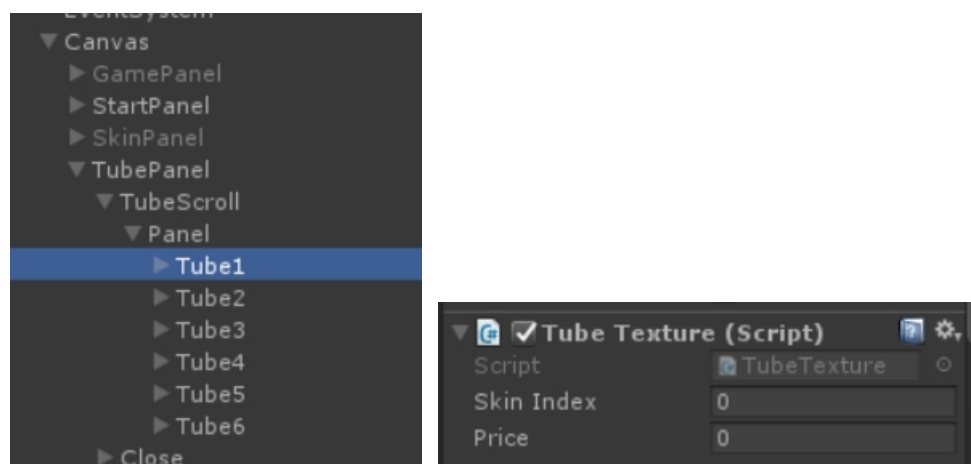 EventSystem
Canvas
GamePanel
StartPanel
SkinPanel
TubePanel
TubeScroll
Panel
Tube1
Tube2
Tube3
Tube4
Tube5
Tube6
Close
Tube Texture (Script)
Script TubeTexture
Skin Index 0
Price 0